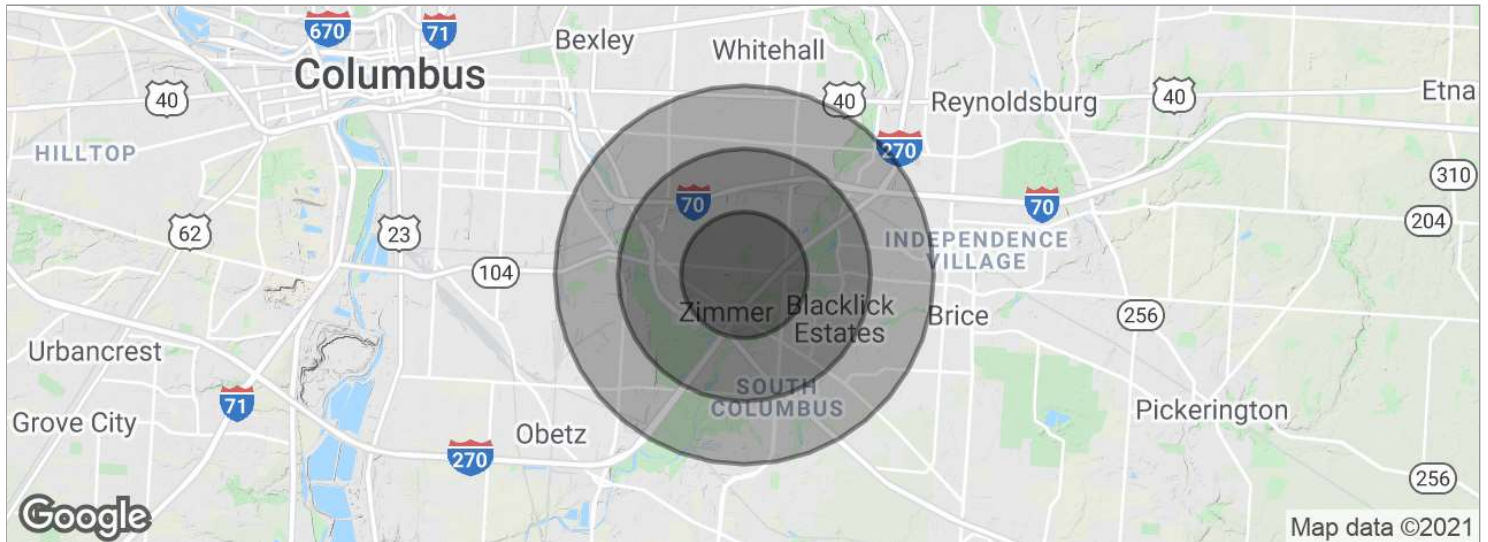 670
71
Bexley
Whitehall
Columbus
40
40
Reynoldsburg
40
Etna
HILLTOP
270
310
70
70
204
62
23
INDEPENDENCE
VILLAGE
104
Zimmer
Blacklick
Estates
Brice
256
Urbancrest
71
SOUTH
COLUMBUS
Pickerington
Grove City
Obetz
270
256
Google
Map data ©2021